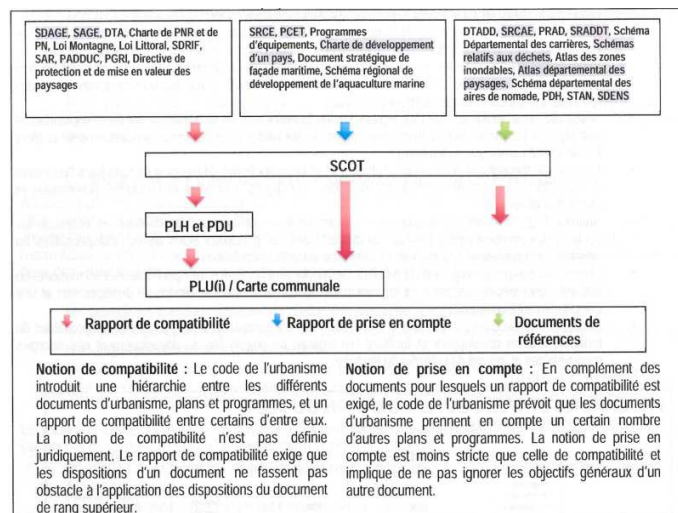 SDAGE, SAGE, DTA, Charte de PNR et de
PN, Loi Montagne, Loi Littoral, SDRIF,
SAR, PADDUC, PGRI, Directive de
protection et de mise en valeur des
paysages
SRCE, PCET, Programmes
d'équipements, Charte de développement
d'un pays, Document stratégique de
façade maritime, Schéma régional de
développement de l'aquaculture marine
DTADD, SRCAE, PRAD, SRADDT, Schéma
Départemental des carrières, Schémas
relatifs aux déchets, Atlas des zones
inondables, Atlas départemental des
paysages, Schéma départemental des
aires de nomade, PDH, STAN, SDENS
SCOT
PLH et PDU
PLU(i) / Carte communale
Rapport de compatibilité
Rapport de prise en compte
Documents de
références
Notion de compatibilité : Le code de l'urbanisme
introduit une hiérarchie entre les différents
documents d'urbanisme, plans et programmes, et un
rapport de compatibilité entre certains d'entre eux.
La notion de compatibilité n'est pas définie
juridiquement. Le rapport de compatibilité exige que
les dispositions d'un document ne fassent pas
obstacle à l'application des dispositions du document
de rang supérieur.
Notion de prise en compte : En complément des
documents pour lesquels un rapport de compatibilité est
exigé, le code de l'urbanisme prévoit que les documents
d'urbanisme prennent en compte un certain nombre
d'autres plans et programmes. La notion de prise en
compte est moins stricte que celle de compatibilité et
implique de ne pas ignorer les objectifs généraux d'un
autre document.